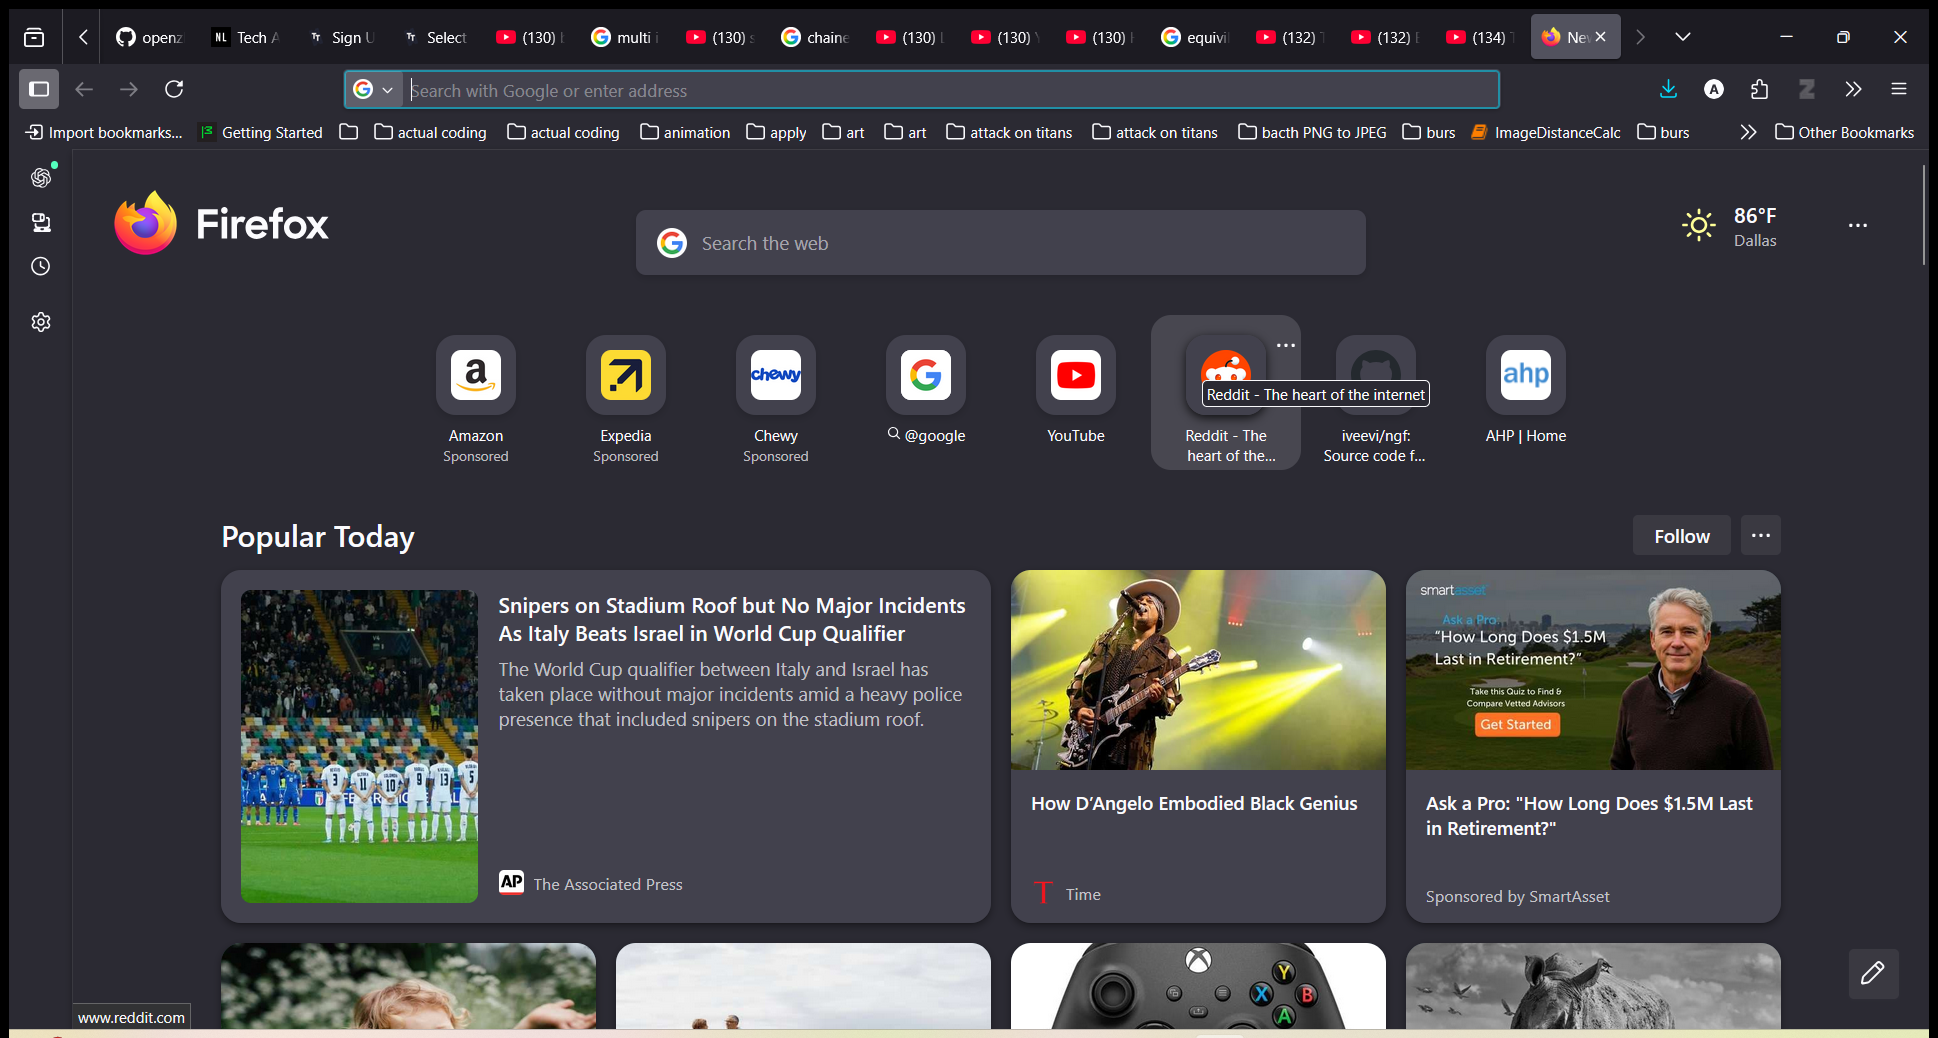 openz
Tech A
Sign U
Select
(130)
multi i
(130)
chaine
(130)
(130)
(130)
equivil
(132)
(132)
(134)
Nev
Search with Google or enter address
Import bookmarks...
Getting Started
actual coding
actual coding
animation
apply
art
art
attack on titans
attack on titans
bacth PNG to JPEG
burs
ImageDistanceCalc
burs
Other Bookmarks
Firefox
Search the web
86°F
Dallas
Amazon
Sponsored
Expedia
Sponsored
chewy
Chewy
Sponsored
@google
YouTube
Reddit - The heart of the internet
Reddit - The
heart of the...
iveevi/ngf:
Source code f...
ahp
AHP | Home
Popular Today
Follow
Snipers on Stadium Roof but No Major Incidents
As Italy Beats Israel in World Cup Qualifier
The World Cup qualifier between Italy and Israel has
taken place without major incidents amid a heavy police
presence that included snipers on the stadium roof.
AP
The Associated Press
How D’Angelo Embodied Black Genius
T
Time
smartasset
Ask a Pro:
“How Long Does $1.5M
Last in Retirement?”
Take this Quiz to Find &
Compare Vetted Advisors
Get Started
Ask a Pro: "How Long Does $1.5M Last
in Retirement?"
Sponsored by SmartAsset
Y
X
B
A
www.reddit.com